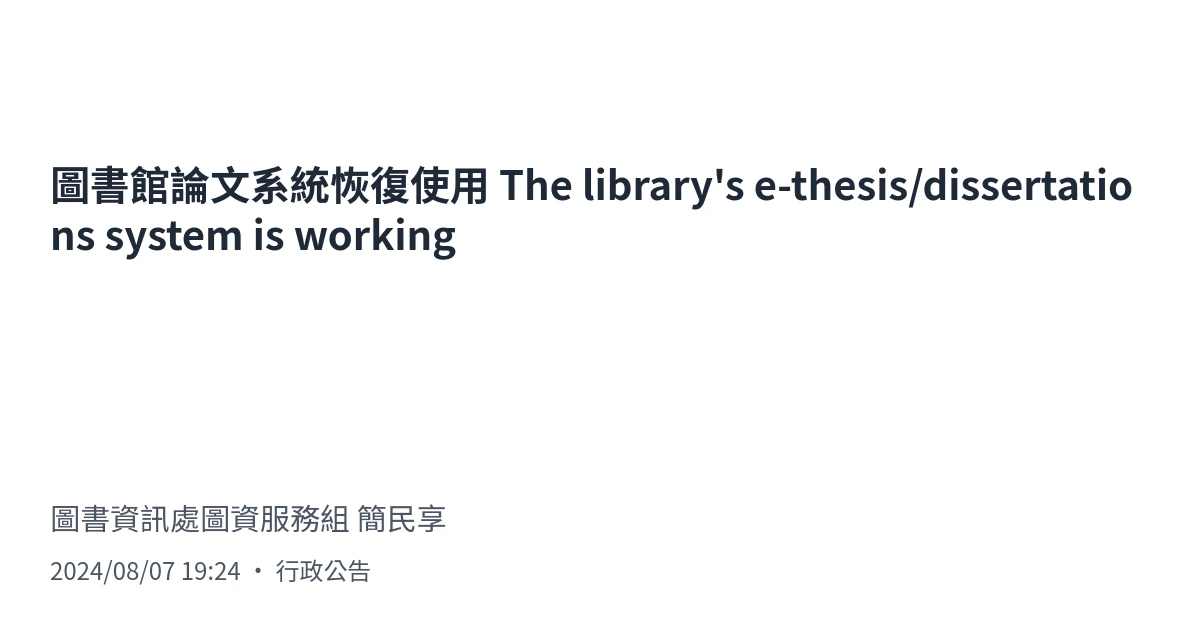 圖書館論文系統恢復使用 The library's e-thesis/dissertatio
ns system is working
圖書資訊處圖資服務組 簡民享
2024/08/07 19:24 • 行政公告